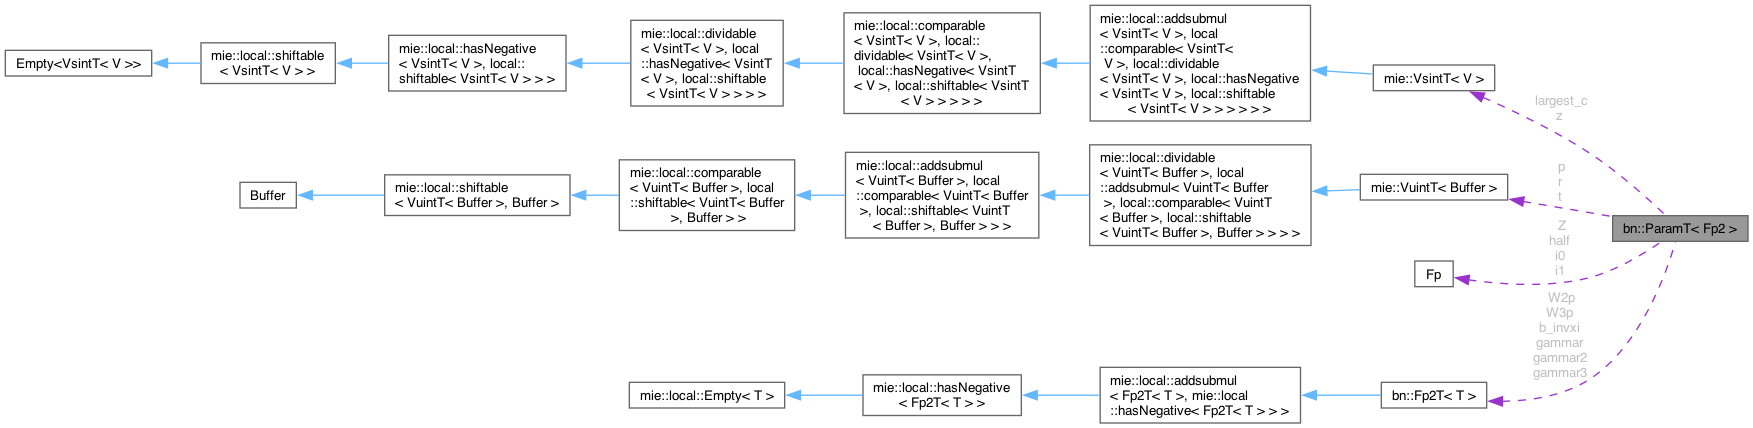 Empty<VsintT< V >>
mie::local::shiftable
< VsintT< V > >
mie::local::hasNegative
< VsintT< V >, local::
shiftable< VsintT< V > > >
mie::local::dividable
< VsintT< V >, local
::hasNegative< VsintT
< V >, local::shiftable
< VsintT< V > > > >
mie::local::comparable
< VsintT< V >, local::
dividable< VsintT< V >,
local::hasNegative< VsintT
< V >, local::shiftable< VsintT
< V > > > > >
mie::local::addsubmul
< VsintT< V >, local
::comparable< VsintT<
V >, local::dividable
< VsintT< V >, local::hasNegative
< VsintT< V >, local::shiftable
< VsintT< V > > > > > >
mie::VsintT< V >
largest_c
z
Buffer
mie::local::shiftable
< VuintT< Buffer >, Buffer >
mie::local::comparable
< VuintT< Buffer >, local
::shiftable< VuintT< Buffer
>, Buffer > >
mie::local::addsubmul
< VuintT< Buffer >, local
::comparable< VuintT< Buffer
>, local::shiftable< VuintT
< Buffer >, Buffer > > >
mie::local::dividable
< VuintT< Buffer >, local
::addsubmul< VuintT< Buffer
>, local::comparable< VuintT
< Buffer >, local::shiftable
< VuintT< Buffer >, Buffer > > > >
mie::VuintT< Buffer >
p
r
t
bn::ParamT< Fp2 >
Z
half
i0
i1
Fp
W2p
W3p
b_invxi
gammar
gammar2
gammar3
mie::local::Empty< T >
mie::local::hasNegative
< Fp2T< T > >
mie::local::addsubmul
< Fp2T< T >, mie::local
::hasNegative< Fp2T< T > > >
bn::Fp2T< T >